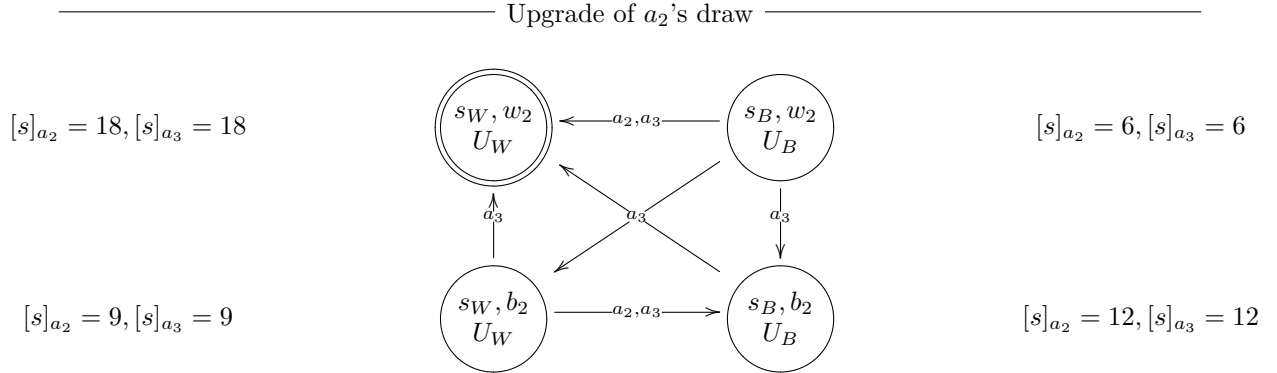 Upgrade of a₂'s draw
[s]ₐ₂ = 18, [s]ₐ₃ = 18
s_W, w₂
U_W
a₂,a₃
s_B, w₂
U_B
[s]ₐ₂ = 6, [s]ₐ₃ = 6
a₃
a₃
a₃
[s]ₐ₂ = 9, [s]ₐ₃ = 9
s_W, b₂
U_W
a₂,a₃
s_B, b₂
U_B
[s]ₐ₂ = 12, [s]ₐ₃ = 12